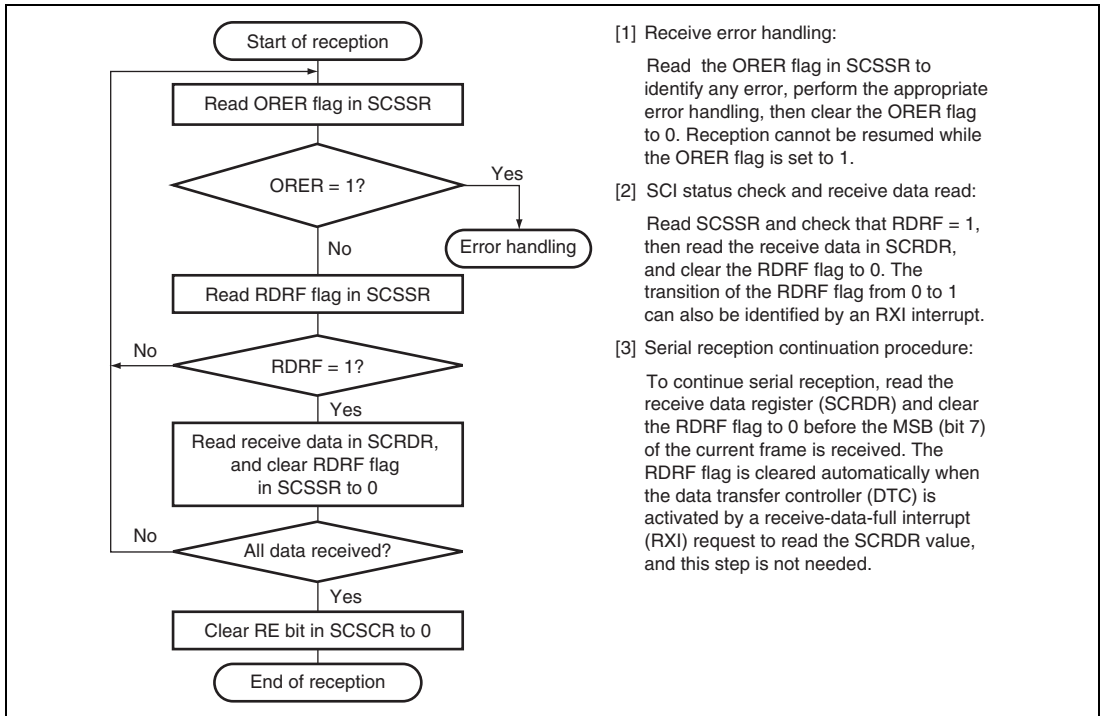 Start of reception
Read ORER flag in SCSSR
ORER = 1?
Yes
Error handling
No
Read RDRF flag in SCSSR
No
RDRF = 1?
Yes
Read receive data in SCRDR,
and clear RDRF flag
in SCSSR to 0
No
All data received?
Yes
Clear RE bit in SCSCR to 0
End of reception
[1] Receive error handling:
Read the ORER flag in SCSSR to
identify any error, perform the appropriate
error handling, then clear the ORER flag
to 0. Reception cannot be resumed while
the ORER flag is set to 1.
[2] SCI status check and receive data read:
Read SCSSR and check that RDRF = 1,
then read the receive data in SCRDR,
and clear the RDRF flag to 0. The
transition of the RDRF flag from 0 to 1
can also be identified by an RXI interrupt.
[3] Serial reception continuation procedure:
To continue serial reception, read the
receive data register (SCRDR) and clear
the RDRF flag to 0 before the MSB (bit 7)
of the current frame is received. The
RDRF flag is cleared automatically when
the data transfer controller (DTC) is
activated by a receive-data-full interrupt
(RXI) request to read the SCRDR value,
and this step is not needed.